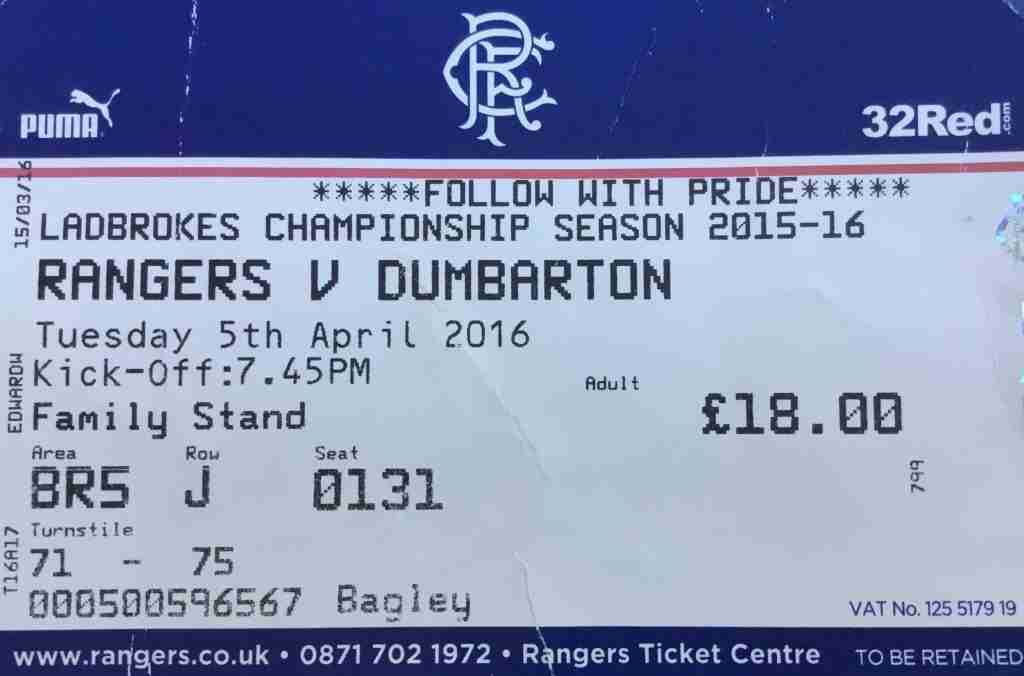 PUMA
32Red.com
*****FOLLOW WITH PRIDE*****
15/03/16
LADBROKES CHAMPIONSHIP SEASON 2015-16
RANGERS V DUMBARTON
Tuesday 5th April 2016
Kick-Off:7.45PM
Adult
£18.00
EDWAROW
Family Stand
Area Row Seat
BR5 J 0131
799
Turnstile
T16A17
71 - 75
000500596567 Bagley
VAT No. 125 5179 19
www.rangers.co.uk • 0871 702 1972 • Rangers Ticket Centre TO BE RETAINED